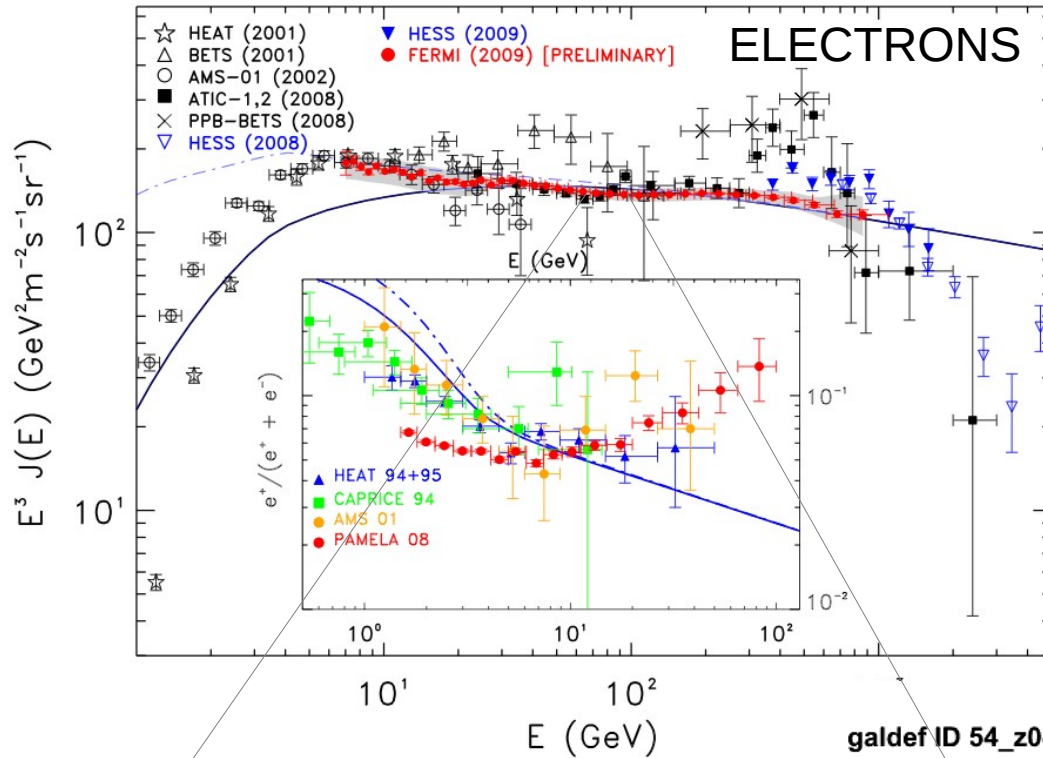 ELECTRONS
HEAT (2001)
BETS (2001)
AMS-01 (2002)
ATIC-1,2 (2008)
PPB-BETS (2008)
HESS (2008)
HESS (2009)
FERMI (2009) [PRELIMINARY]
E³ J(E) (GeV²m⁻²s⁻¹sr⁻¹)
10²
10¹
E (GeV)
e⁺/(e⁺ + e⁻)
10⁻¹
10⁻²
HEAT 94+95
CAPRICE 94
AMS 01
PAMELA 08
10⁰ 10¹ 10²
10¹ 10²
E (GeV)
galdef ID 54_z0